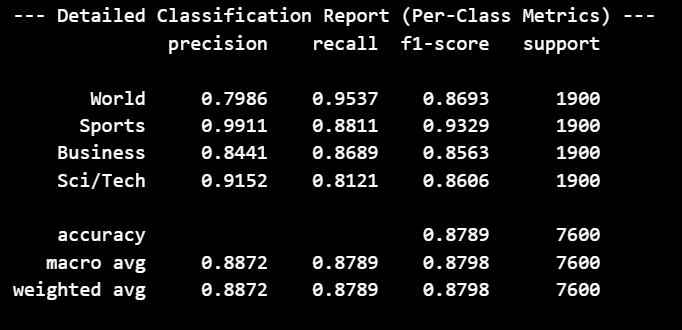 --- Detailed Classification Report (Per-Class Metrics) ---
precision recall f1-score support
World 0.7986 0.9537 0.8693 1900
Sports 0.9911 0.8811 0.9329 1900
Business 0.8441 0.8689 0.8563 1900
Sci/Tech 0.9152 0.8121 0.8606 1900
accuracy 0.8789 7600
macro avg 0.8872 0.8789 0.8798 7600
weighted avg 0.8872 0.8789 0.8798 7600